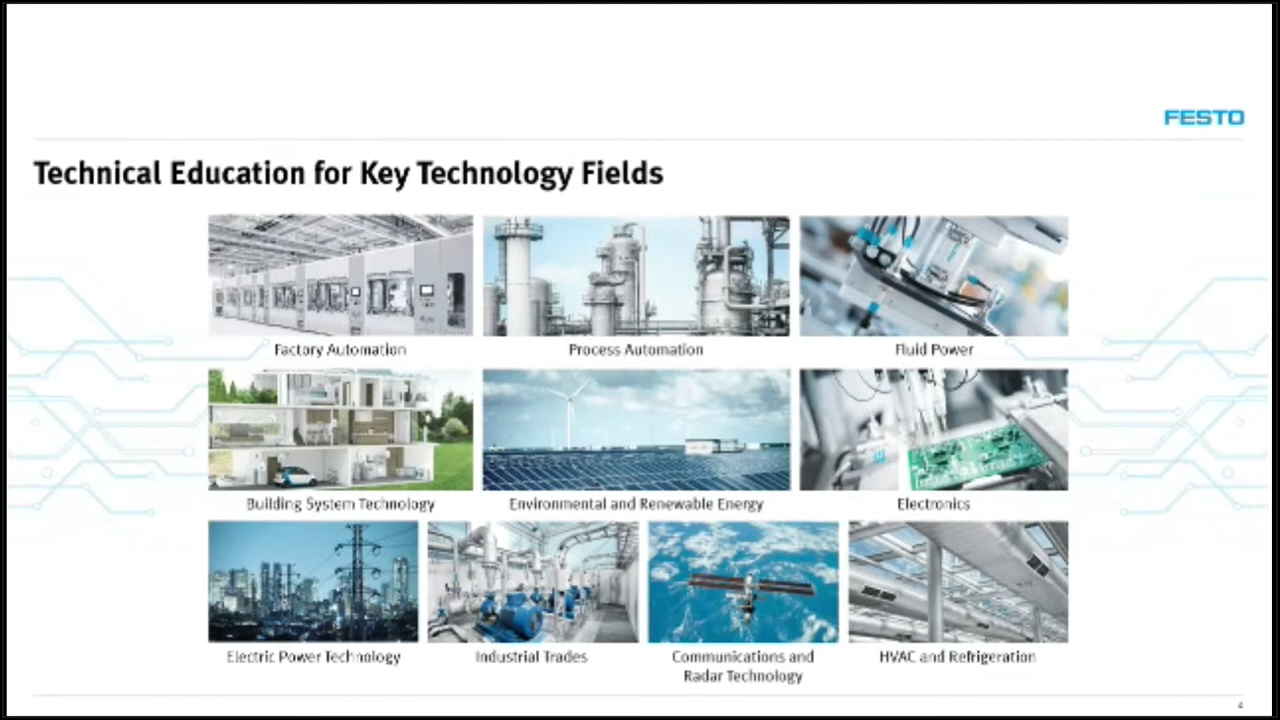 FESTO
Technical Education for Key Technology Fields
Factory Automation
Process Automation
Fluid Power
Building System Technology
Environmental and Renewable Energy
Electronics
Electric Power Technology
Industrial Trades
Communications and
Radar Technology
HVAC and Refrigeration
4